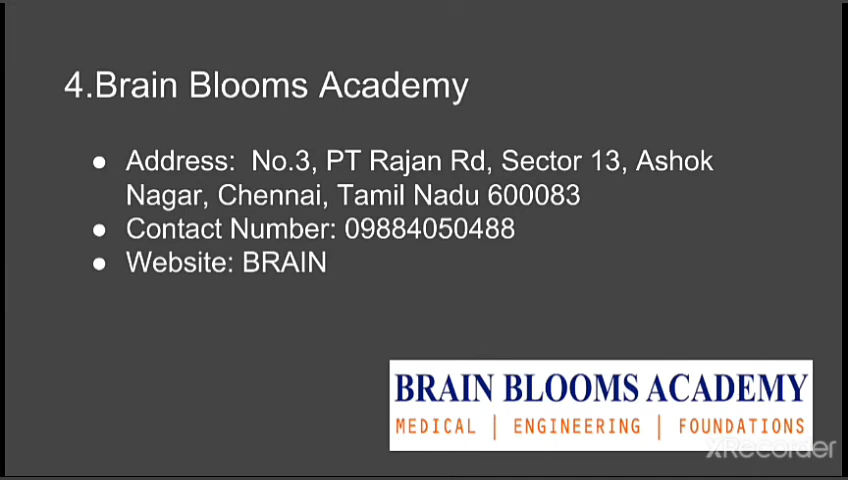 4.Brain Blooms Academy
● Address: No.3, PT Rajan Rd, Sector 13, Ashok
Nagar, Chennai, Tamil Nadu 600083
● Contact Number: 09884050488
● Website: BRAIN
BRAIN BLOOMS ACADEMY
MEDICAL | ENGINEERING | FOUNDATIONS
XRecorder